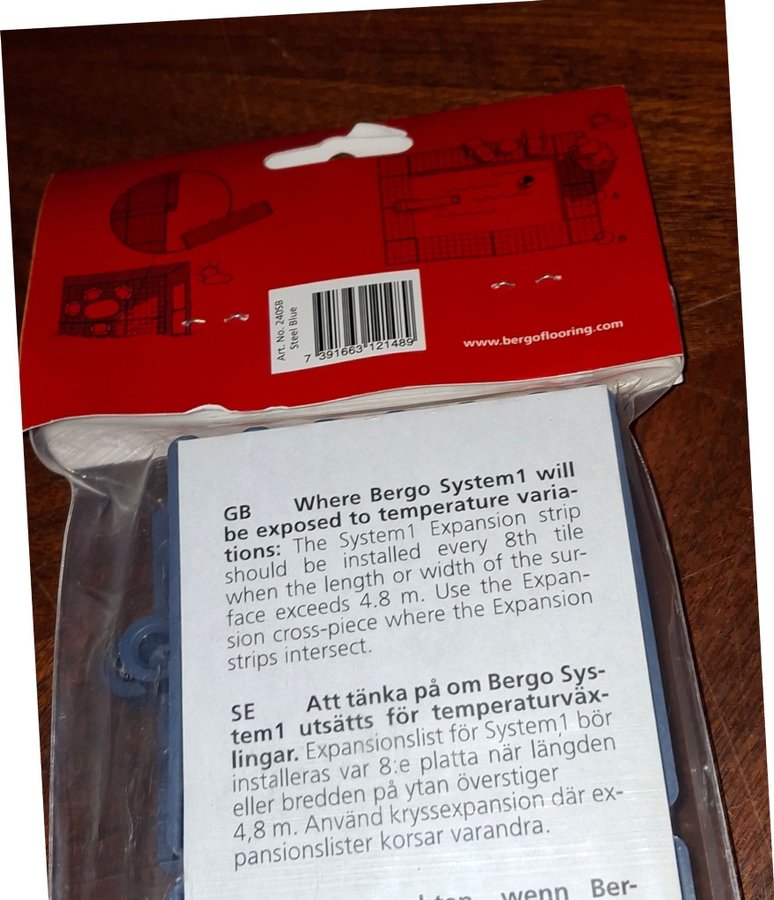 Art. No. 240SB
Steel Blue
7 391663 121489
www.bergoflooring.com
GB Where Bergo System1 will
be exposed to temperature varia-
tions: The System1 Expansion strip
should be installed every 8th tile
when the length or width of the sur-
face exceeds 4.8 m. Use the Expan-
sion cross-piece where the Expansion
strips intersect.
SE Att tänka på om Bergo Sys-
tem1 utsätts för temperaturväx-
lingar. Expansionslist för System1 bör
installeras var 8:e platta när längden
eller bredden på ytan överstiger
4,8 m. Använd kryssexpansion där ex-
pansionslister korsar varandra.
wenn Ber-